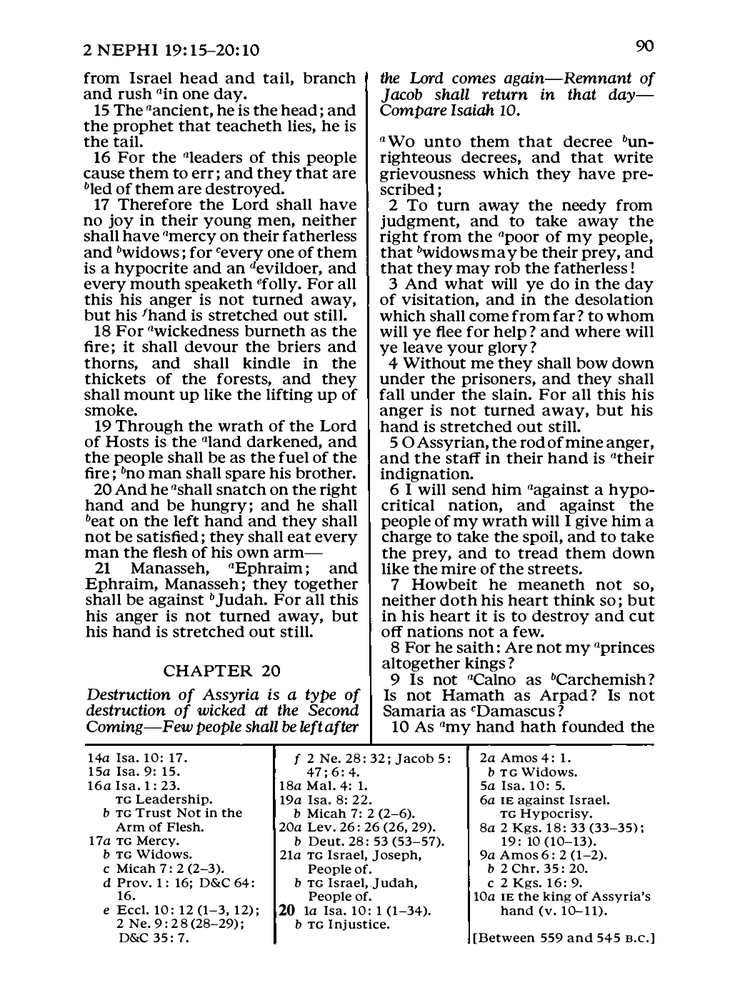 2 NEPHI 19:15–20:10
90
from Israel head and tail, branch
and rush ain one day.
15 The aancient, he is the head; and
the prophet that teacheth lies, he is
the tail.
16 For the aleaders of this people
cause them to err; and they that are
bled of them are destroyed.
17 Therefore the Lord shall have
no joy in their young men, neither
shall have amercy on their fatherless
and bwidows; for cevery one of them
is a hypocrite and an devildoer, and
every mouth speaketh efolly. For all
this his anger is not turned away,
but his fhand is stretched out still.
18 For awickedness burneth as the
fire; it shall devour the briers and
thorns, and shall kindle in the
thickets of the forests, and they
shall mount up like the lifting up of
smoke.
19 Through the wrath of the Lord
of Hosts is the aland darkened, and
the people shall be as the fuel of the
fire; bno man shall spare his brother.
20 And he ashall snatch on the right
hand and be hungry; and he shall
beat on the left hand and they shall
not be satisfied; they shall eat every
man the flesh of his own arm—
21 Manasseh, aEphraim; and
Ephraim, Manasseh; they together
shall be against bJudah. For all this
his anger is not turned away, but
his hand is stretched out still.
CHAPTER 20
Destruction of Assyria is a type of
destruction of wicked at the Second
Coming—Few people shall be left after
the Lord comes again—Remnant of
Jacob shall return in that day—
Compare Isaiah 10.
aWo unto them that decree bun-
righteous decrees, and that write
grievousness which they have pre-
scribed;
2 To turn away the needy from
judgment, and to take away the
right from the apoor of my people,
that bwidows may be their prey, and
that they may rob the fatherless!
3 And what will ye do in the day
of visitation, and in the desolation
which shall come from far? to whom
will ye flee for help? and where will
ye leave your glory?
4 Without me they shall bow down
under the prisoners, and they shall
fall under the slain. For all this his
anger is not turned away, but his
hand is stretched out still.
5 O Assyrian, the rod of mine anger,
and the staff in their hand is atheir
indignation.
6 I will send him aagainst a hypo-
critical nation, and against the
people of my wrath will I give him a
charge to take the spoil, and to take
the prey, and to tread them down
like the mire of the streets.
7 Howbeit he meaneth not so,
neither doth his heart think so; but
in his heart it is to destroy and cut
off nations not a few.
8 For he saith: Are not my aprinces
altogether kings?
9 Is not aCalno as bCarchemish?
Is not Hamath as Arpad? Is not
Samaria as cDamascus?
10 As amy hand hath founded the
14a Isa. 10: 17.
15a Isa. 9: 15.
16a Isa. 1: 23.
TG Leadership.
b TG Trust Not in the
Arm of Flesh.
17a TG Mercy.
b TG Widows.
c Micah 7: 2 (2–3).
d Prov. 1: 16; D&C 64:
16.
e Eccl. 10: 12 (1–3, 12);
2 Ne. 9: 28 (28–29);
D&C 35: 7.
f 2 Ne. 28: 32; Jacob 5:
47; 6: 4.
18a Mal. 4: 1.
19a Isa. 8: 22.
b Micah 7: 2 (2–6).
20a Lev. 26: 26 (26, 29).
b Deut. 28: 53 (53–57).
21a TG Israel, Joseph,
People of.
b TG Israel, Judah,
People of.
20 1a Isa. 10: 1 (1–34).
b TG Injustice.
2a Amos 4: 1.
b TG Widows.
5a Isa. 10: 5.
6a IE against Israel.
TG Hypocrisy.
8a 2 Kgs. 18: 33 (33–35);
19: 10 (10–13).
9a Amos 6: 2 (1–2).
b 2 Chr. 35: 20.
c 2 Kgs. 16: 9.
10a IE the king of Assyria's
hand (v. 10–11).
[Between 559 and 545 B.C.]